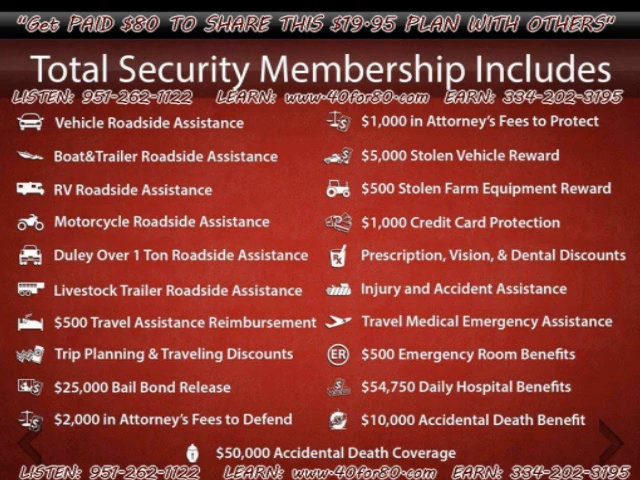 "Get PAID $80 TO SHARE THIS $19.95 PLAN WITH OTHERS"
Total Security Membership Includes
LISTEN: 951-262-1122 LEARN: www.40for80.com EARN: 334-202-3195
Vehicle Roadside Assistance
Boat&Trailer Roadside Assistance
RV Roadside Assistance
Motorcycle Roadside Assistance
Duley Over 1 Ton Roadside Assistance
Livestock Trailer Roadside Assistance
$500 Travel Assistance Reimbursement
Trip Planning & Traveling Discounts
$25,000 Bail Bond Release
$2,000 in Attorney's Fees to Defend
$1,000 in Attorney's Fees to Protect
$5,000 Stolen Vehicle Reward
$500 Stolen Farm Equipment Reward
$1,000 Credit Card Protection
Rx Prescription, Vision, & Dental Discounts
Injury and Accident Assistance
Travel Medical Emergency Assistance
ER $500 Emergency Room Benefits
$54,750 Daily Hospital Benefits
$10,000 Accidental Death Benefit
$50,000 Accidental Death Coverage
LISTEN: 951-262-1122 LEARN: www.40for80.com EARN: 334-202-3195